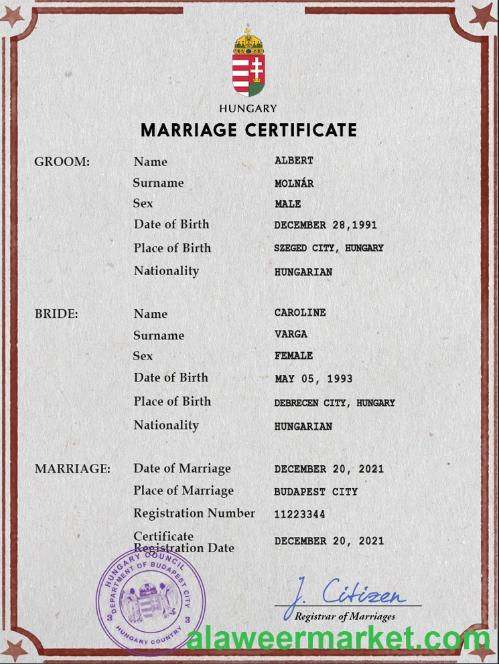 HUNGARY
MARRIAGE CERTIFICATE
GROOM: Name ALBERT
Surname MOLNÁR
Sex MALE
Date of Birth DECEMBER 28,1991
Place of Birth SZEGED CITY, HUNGARY
Nationality HUNGARIAN
BRIDE: Name CAROLINE
Surname VARGA
Sex FEMALE
Date of Birth MAY 05, 1993
Place of Birth DEBRECEN CITY, HUNGARY
Nationality HUNGARIAN
MARRIAGE: Date of Marriage DECEMBER 20, 2021
Place of Marriage BUDAPEST CITY
Registration Number 11223344
Certificate
Registration Date DECEMBER 20, 2021
HUNGARY COUNCIL
DEPARTMENT OF BUDAPEST CITY
HUNGARY COUNTRY
J. Citizen
Registrar of Marriages
alaweermarket.com